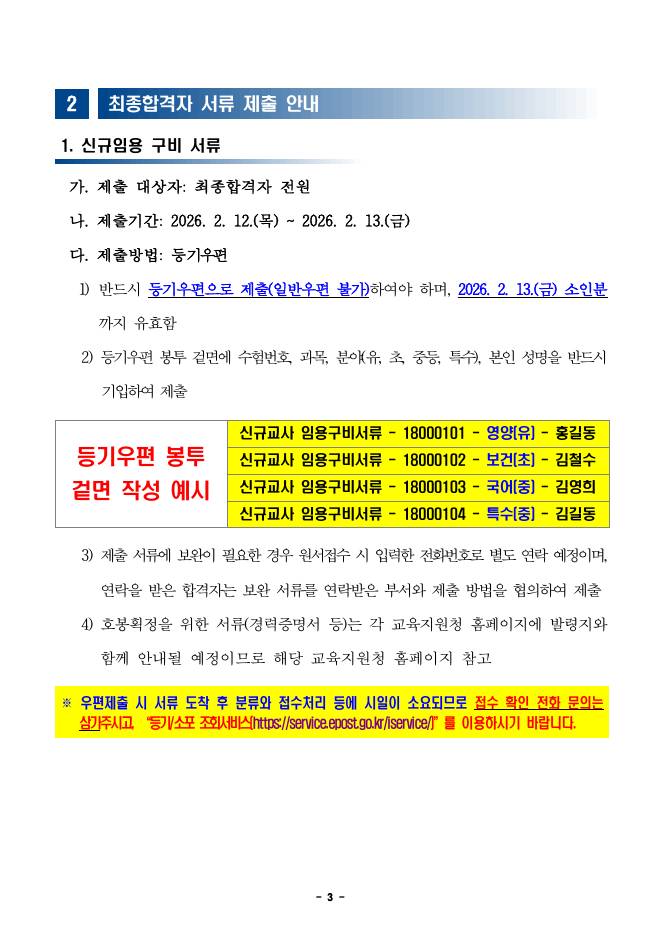 2 최종합격자 서류 제출 안내
1. 신규임용 구비 서류
가. 제출 대상자: 최종합격자 전원
나. 제출기간: 2026. 2. 12.(목) ~ 2026. 2. 13.(금)
다. 제출방법: 등기우편
1) 반드시 등기우편으로 제출(일반우편 불가)하여야 하며, 2026. 2. 13.(금) 소인분
까지 유효함
2) 등기우편 봉투 겉면에 수험번호, 과목, 분야(유, 초, 중등, 특수), 본인 성명을 반드시
기입하여 제출
등기우편 봉투
겉면 작성 예시
신규교사 임용구비서류 - 18000101 - 영양(유) - 홍길동
신규교사 임용구비서류 - 18000102 - 보건(초) - 김철수
신규교사 임용구비서류 - 18000103 - 국어(중) - 김영희
신규교사 임용구비서류 - 18000104 - 특수(중) - 김길동
3) 제출 서류에 보완이 필요한 경우 원서접수 시 입력한 전화번호로 별도 연락 예정이며,
연락을 받은 합격자는 보완 서류를 연락받은 부서와 제출 방법을 협의하여 제출
4) 호봉획정을 위한 서류(경력증명서 등)는 각 교육지원청 홈페이지에 발령지와
함께 안내될 예정이므로 해당 교육지원청 홈페이지 참고
※ 우편제출 시 서류 도착 후 분류와 접수처리 등에 시일이 소요되므로 접수 확인 전화 문의는
삼가주시고, “등기/소포 조회서비스(https://service.epost.go.kr/iservice/)”를 이용하시기 바랍니다.
- 3 -